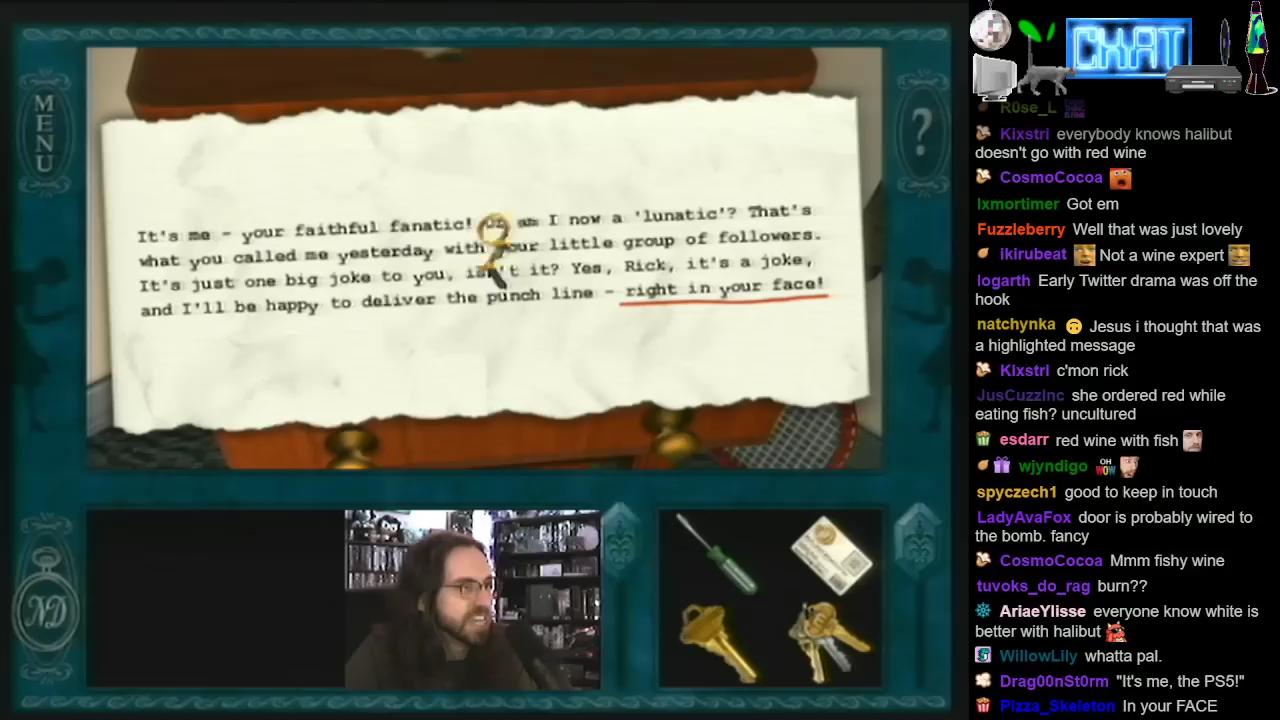 MENU
?
It's me - your faithful fanatic! Or am I now a 'lunatic'? That's
what you called me yesterday with your little group of followers.
It's just one big joke to you, isn't it? Yes, Rick, it's a joke,
and I'll be happy to deliver the punch line - right in your face!
ND
CHAT
R0se_L
Kixstri everybody knows halibut
doesn't go with red wine
CosmoCocoa
lxmortimer Got em
Fuzzleberry Well that was just lovely
ikirubeat Not a wine expert
logarth Early Twitter drama was off the
hook
natchynka Jesus i thought that was
a highlighted message
Kixstri c'mon rick
JusCuzzInc she ordered red while
eating fish? uncultured
esdarr red wine with fish
wjyndigo OH WOW
spyczech1 good to keep in touch
LadyAvaFox door is probably wired to
the bomb. fancy
CosmoCocoa Mmm fishy wine
tuvoks_do_rag burn??
AriaeYlisse everyone know white is
better with halibut
WillowLily whatta pal.
Drag00nSt0rm "It's me, the PS5!"
Pizza_Skeleton In your FACE